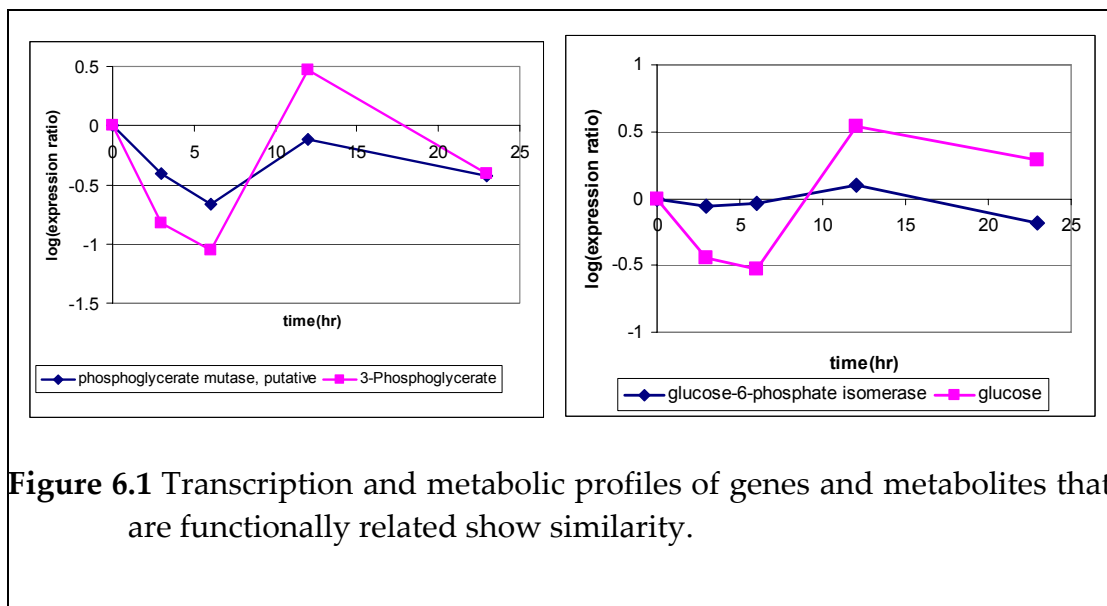 0.5
0
-0.5
-1
-1.5
0 5 10 15 20 25
log(expression ratio)
time(hr)
phosphoglycerate mutase, putative 3-Phosphoglycerate
1
0.5
0
-0.5
-1
0 5 10 15 20 25
log(expression ratio)
time(hr)
glucose-6-phosphate isomerase glucose
Figure 6.1 Transcription and metabolic profiles of genes and metabolites that
are functionally related show similarity.